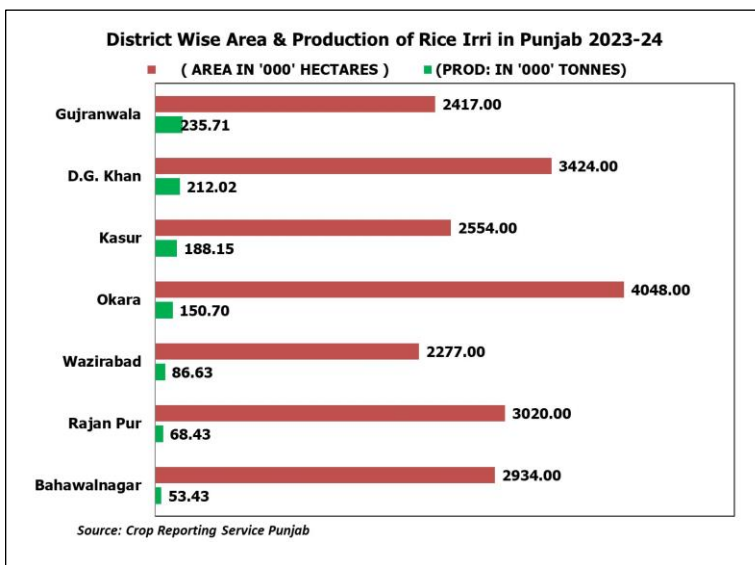 District Wise Area & Production of Rice Irri in Punjab 2023-24
( AREA IN '000' HECTARES ) (PROD: IN '000' TONNES)
Gujranwala 2417.00
235.71
D.G. Khan 3424.00
212.02
Kasur 2554.00
188.15
Okara 4048.00
150.70
Wazirabad 2277.00
86.63
Rajan Pur 3020.00
68.43
Bahawalnagar 2934.00
53.43
Source: Crop Reporting Service Punjab